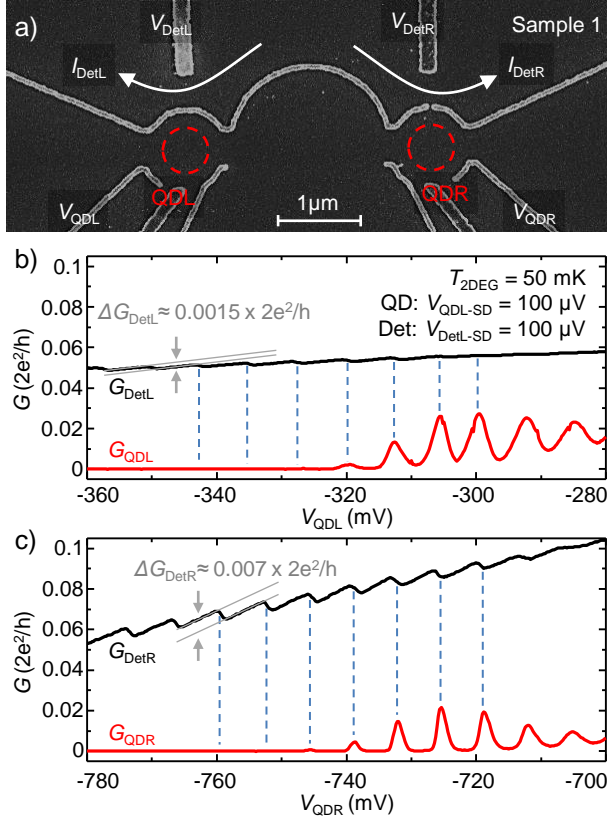 a)
V_DetL
V_DetR
Sample 1
I_DetL
I_DetR
QDL
QDR
V_QDL
V_QDR
1μm
b)
0.1
T_2DEG = 50 mK
QD: V_QDL-SD = 100 μV
Det: V_DetL-SD = 100 μV
ΔG_DetL ≈ 0.0015 x 2e²/h
0.08
0.06
G (2e²/h)
G_DetL
0.04
0.02
G_QDL
0
-360 -340 -320 -300 -280
V_QDL (mV)
c)
0.1
ΔG_DetR ≈ 0.007 x 2e²/h
0.08
0.06
G (2e²/h)
G_DetR
0.04
0.02
G_QDR
0
-780 -760 -740 -720 -700
V_QDR (mV)